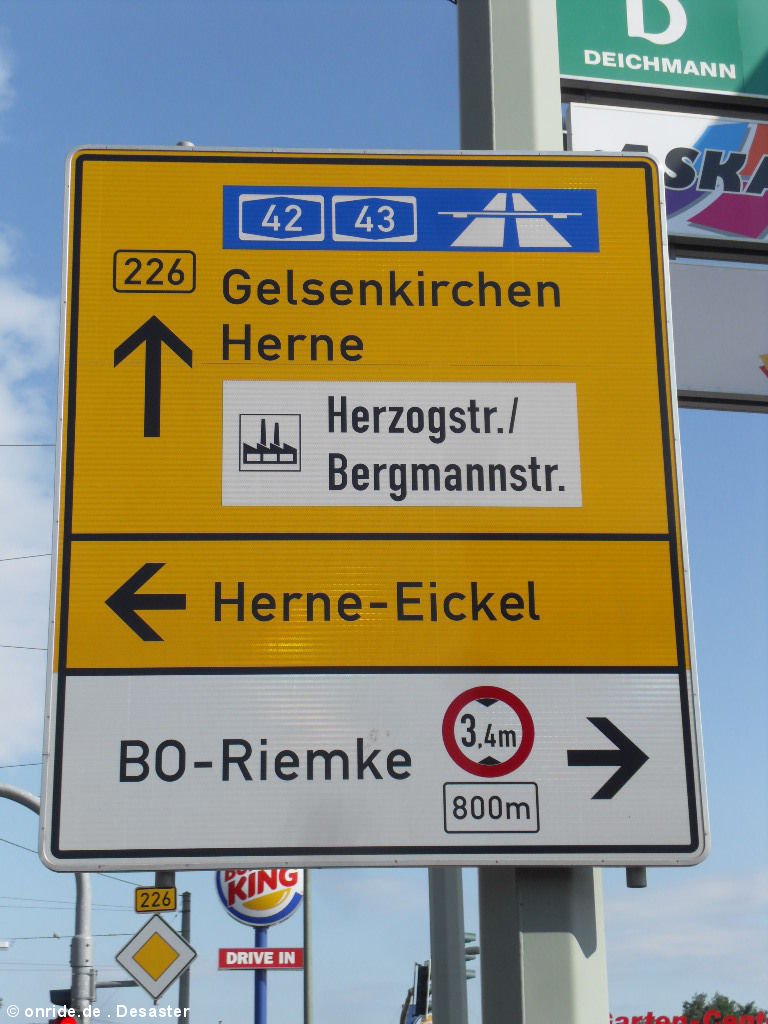 D
DEICHMANN
42 43
226
Gelsenkirchen
Herne
Herzogstr./
Bergmannstr.
Herne-Eickel
BO-Riemke
3,4m
800m
226
KING
DRIVE IN
© onride.de . Desaster